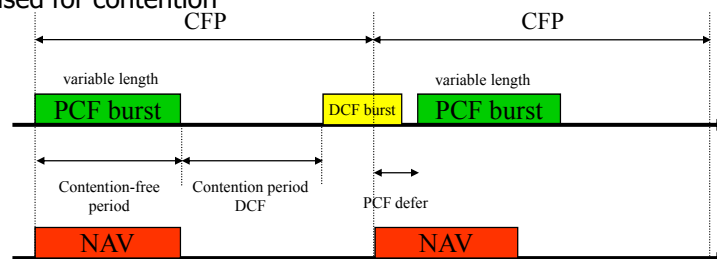 used for contention
CFP CFP
variable length variable length
PCF burst DCF burst PCF burst
Contention-free Contention period
period DCF PCF defer
NAV NAV